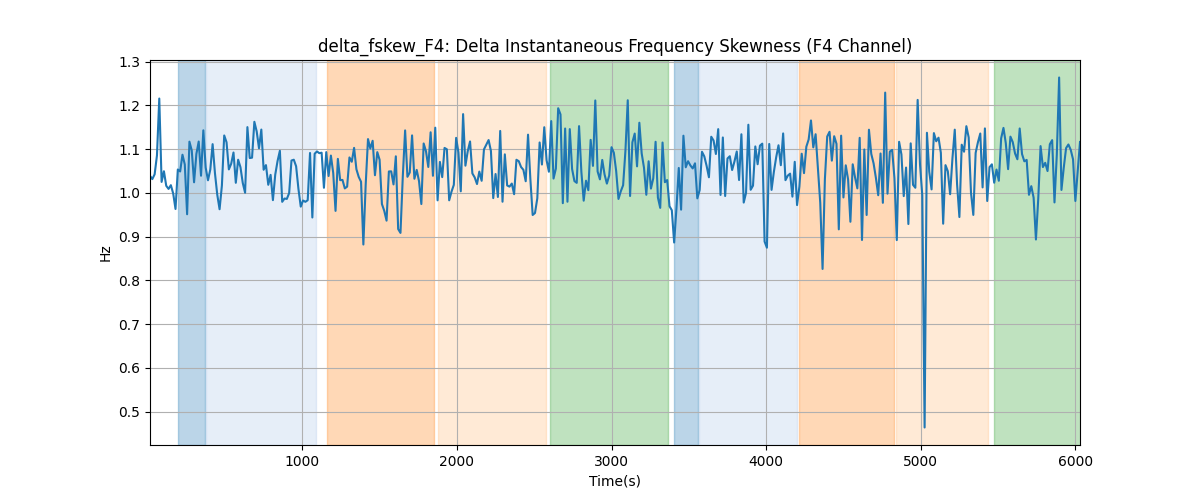 delta_fskew_F4: Delta Instantaneous Frequency Skewness (F4 Channel)
1.3
1.2
1.1
1.0
0.9
0.8
0.7
0.6
0.5
Hz
1000 2000 3000 4000 5000 6000
Time(s)